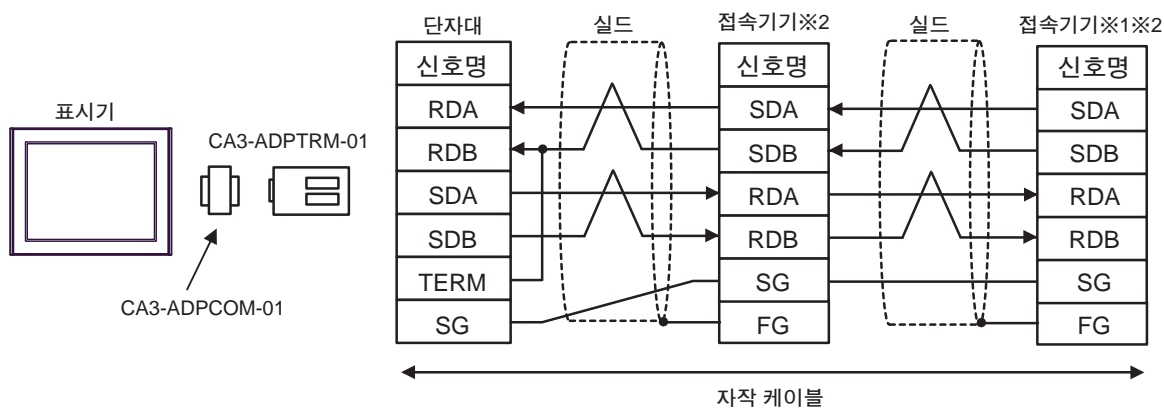 표시기
CA3-ADPTRM-01
CA3-ADPCOM-01
단자대
신호명
RDA
RDB
SDA
SDB
TERM
SG
실드
접속기기※2
신호명
SDA
SDB
RDA
RDB
SG
FG
실드
접속기기※1※2
신호명
SDA
SDB
RDA
RDB
SG
FG
자작 케이블